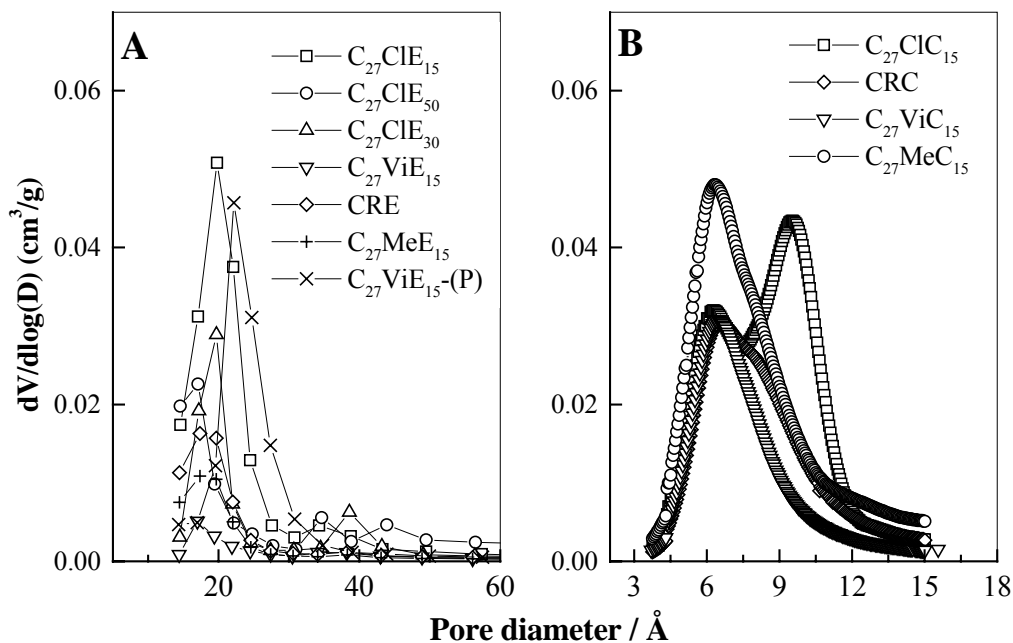 A
C₂₇ClE₁₅
C₂₇ClE₅₀
C₂₇ClE₃₀
C₂₇ViE₁₅
CRE
C₂₇MeE₁₅
C₂₇ViE₁₅-(P)
B
C₂₇ClC₁₅
CRC
C₂₇ViC₁₅
C₂₇MeC₁₅
dV/dlog(D) (cm³/g)
0.06
0.04
0.02
0.00
0.06
0.04
0.02
0.00
20 40 60
3 6 9 12 15 18
Pore diameter / Å